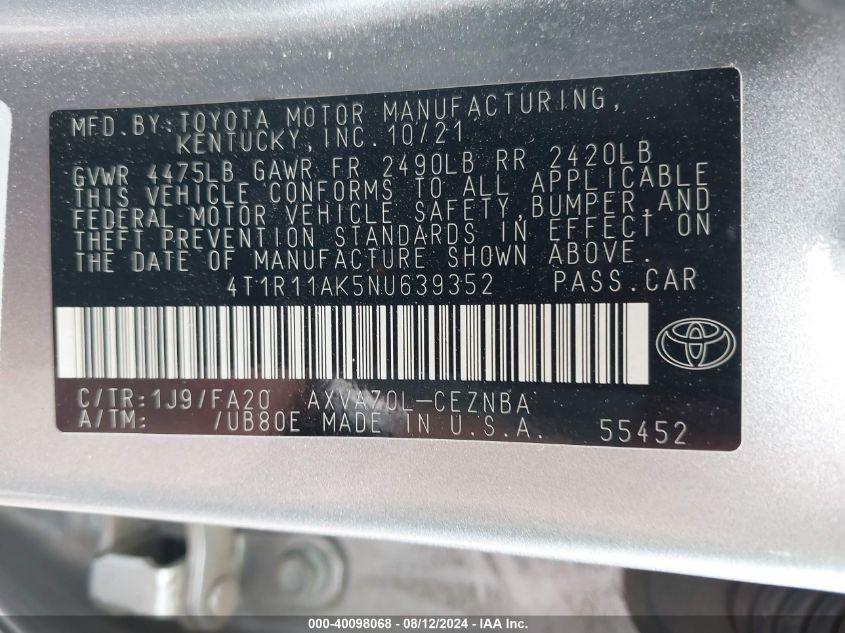 MFD. BY: TOYOTA MOTOR MANUFACTURING,
KENTUCKY, INC. 10/21
GVWR 4475LB GAWR FR 2490LB RR 2420LB
THIS VEHICLE CONFORMS TO ALL APPLICABLE
FEDERAL MOTOR VEHICLE SAFETY, BUMPER, AND
THEFT PREVENTION STANDARDS IN EFFECT ON
THE DATE OF MANUFACTURE SHOWN ABOVE.
4T1R11AK5NU639352 PASS.CAR
C/TR: 1J9/FA20 AXVA70L-CEZNBA
A/TM: /UB80E MADE IN U.S.A. 55452
000-40098068 - 08/12/2024 - IAA Inc.